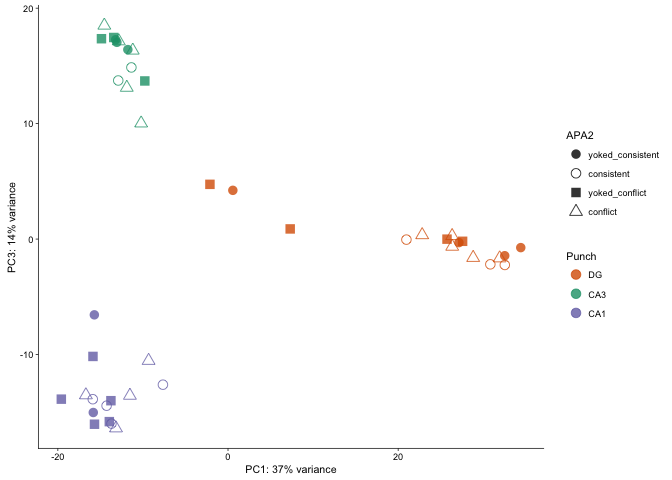 20
10
0
-10
PC3: 14% variance
-20
0
20
PC1: 37% variance
APA2
yoked_consistent
consistent
yoked_conflict
conflict
Punch
DG
CA3
CA1